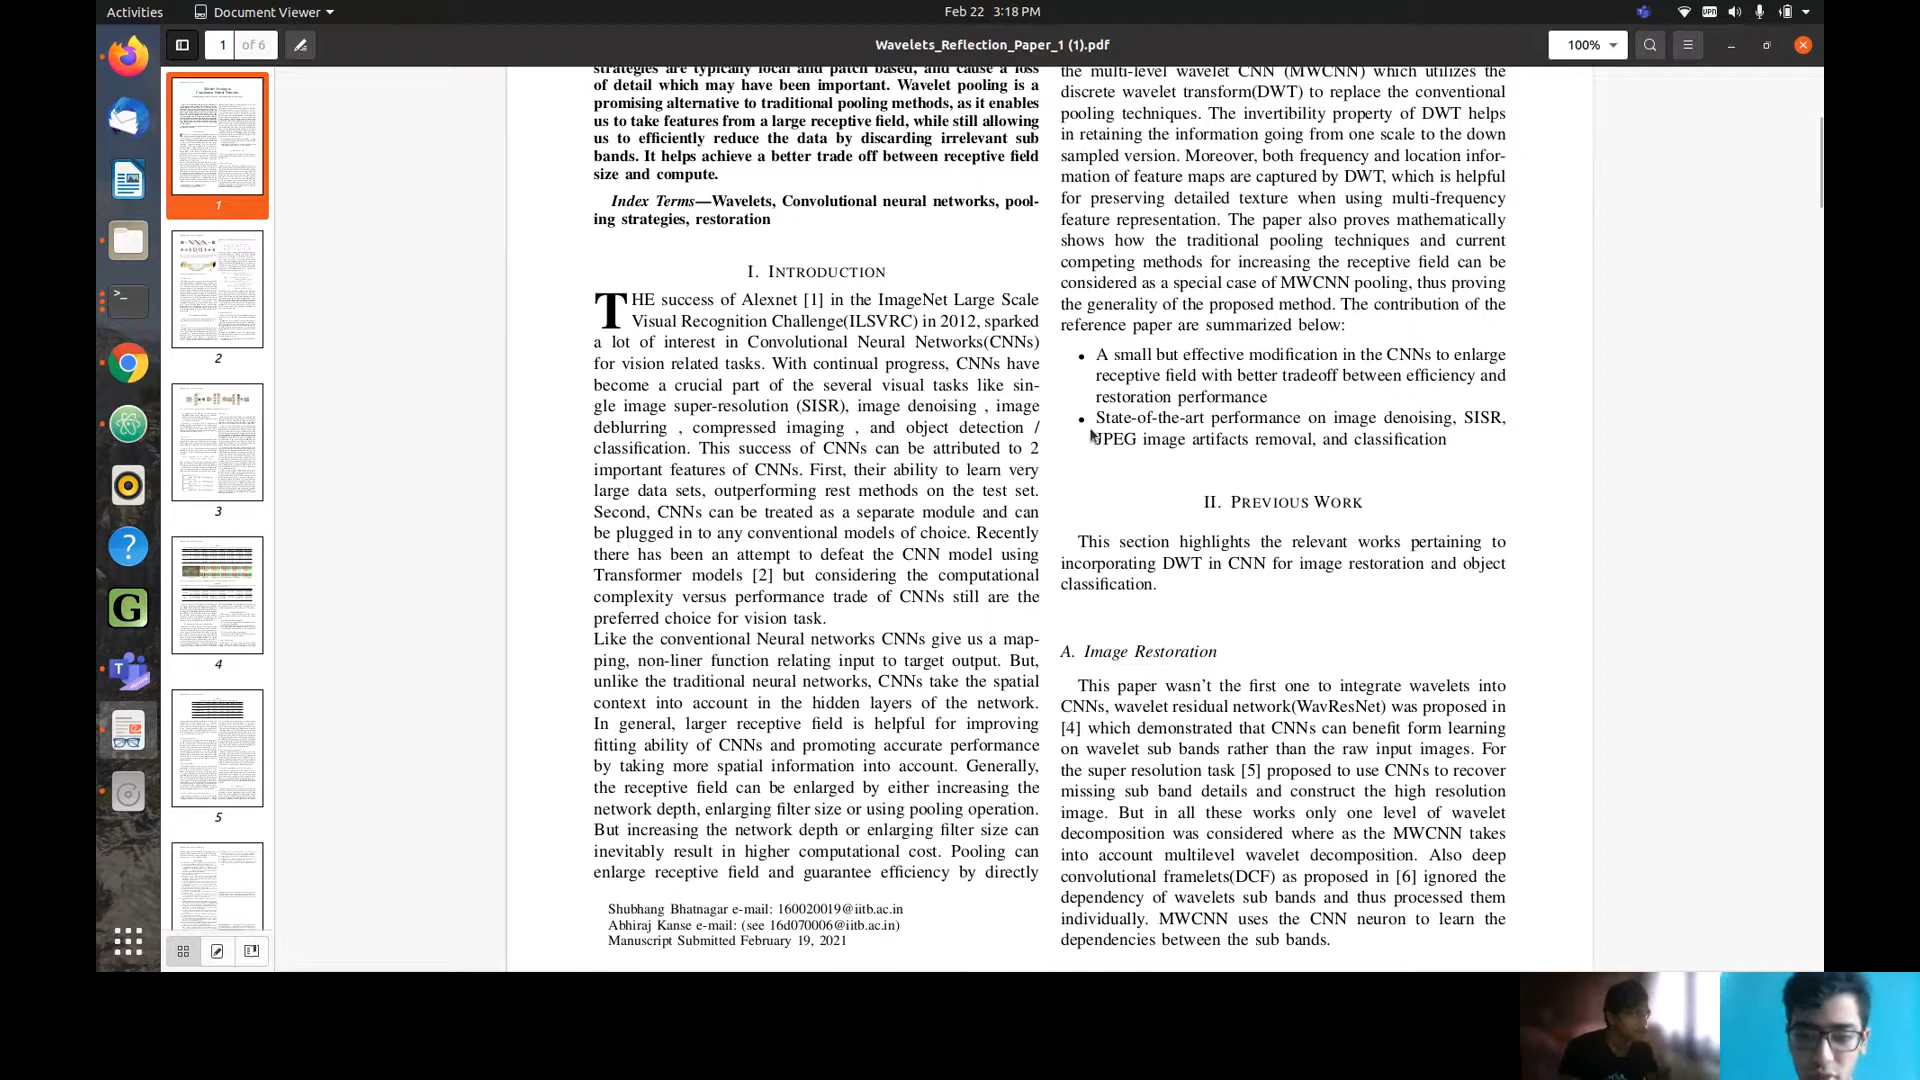 Activities
Document Viewer
Feb 22 3:18 PM
1 of 6
Wavelets_Reflection_Paper_1 (1).pdf
100%
1
2
3
4
5
strategies are typically local and patch based, and cause a loss
of detail which may have been important. Wavelet pooling is a
promising alternative to traditional pooling methods, as it enables
us to take features from a large receptive field, while still allowing
us to efficiently reduce the data by discarding irrelevant sub
bands. It helps achieve a better trade off between receptive field
size and compute.
Index Terms—Wavelets, Convolutional neural networks, pool-
ing strategies, restoration
I. INTRODUCTION
THE success of Alexnet [1] in the ImageNet Large Scale
Visual Recognition Challenge(ILSVRC) in 2012, sparked
a lot of interest in Convolutional Neural Networks(CNNs)
for vision related tasks. With continual progress, CNNs have
become a crucial part of the several visual tasks like sin-
gle image super-resolution (SISR), image denoising , image
deblurring , compressed imaging , and object detection /
classification. This success of CNNs can be attributed to 2
important features of CNNs. First, their ability to learn very
large data sets, outperforming rest methods on the test set.
Second, CNNs can be treated as a separate module and can
be plugged in to any conventional models of choice. Recently
there has been an attempt to defeat the CNN model using
Transformer models [2] but considering the computational
complexity versus performance trade of CNNs still are the
preferred choice for vision task.
Like the conventional Neural networks CNNs give us a map-
ping, non-liner function relating input to target output. But,
unlike the traditional neural networks, CNNs take the spatial
context into account in the hidden layers of the network.
In general, larger receptive field is helpful for improving
fitting ability of CNNs and promoting accurate performance
by taking more spatial information into account. Generally,
the receptive field can be enlarged by either increasing the
network depth, enlarging filter size or using pooling operation.
But increasing the network depth or enlarging filter size can
inevitably result in higher computational cost. Pooling can
enlarge receptive field and guarantee efficiency by directly
Shubhang Bhatnagar e-mail: 160020019@iitb.ac.in
Abhiraj Kanse e-mail: (see 16d070006@iitb.ac.in)
Manuscript Submitted February 19, 2021
the multi-level wavelet CNN (MWCNN) which utilizes the
discrete wavelet transform(DWT) to replace the conventional
pooling techniques. The invertibility property of DWT helps
in retaining the information going from one scale to the down
sampled version. Moreover, both frequency and location infor-
mation of feature maps are captured by DWT, which is helpful
for preserving detailed texture when using multi-frequency
feature representation. The paper also proves mathematically
shows how the traditional pooling techniques and current
competing methods for increasing the receptive field can be
considered as a special case of MWCNN pooling, thus proving
the generality of the proposed method. The contribution of the
reference paper are summarized below:
• A small but effective modification in the CNNs to enlarge
receptive field with better tradeoff between efficiency and
restoration performance
• State-of-the-art performance on image denoising, SISR,
JPEG image artifacts removal, and classification
II. PREVIOUS WORK
This section highlights the relevant works pertaining to
incorporating DWT in CNN for image restoration and object
classification.
A. Image Restoration
This paper wasn't the first one to integrate wavelets into
CNNs, wavelet residual network(WavResNet) was proposed in
[4] which demonstrated that CNNs can benefit form learning
on wavelet sub bands rather than the raw input images. For
the super resolution task [5] proposed to use CNNs to recover
missing sub band details and construct the high resolution
image. But in all these works only one level of wavelet
decomposition was considered where as the MWCNN takes
into account multilevel wavelet decomposition. Also deep
convolutional framelets(DCF) as proposed in [6] ignored the
dependency of wavelets sub bands and thus processed them
individually. MWCNN uses the CNN neuron to learn the
dependencies between the sub bands.